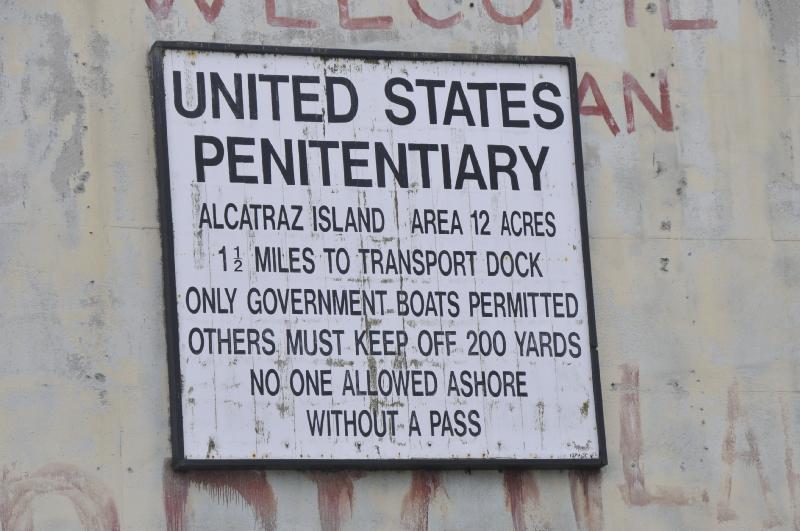 WELCOME
UNITED STATES
PENITENTIARY
ALCATRAZ ISLAND AREA 12 ACRES
1½ MILES TO TRANSPORT DOCK
ONLY GOVERNMENT BOATS PERMITTED
OTHERS MUST KEEP OFF 200 YARDS
NO ONE ALLOWED ASHORE
WITHOUT A PASS